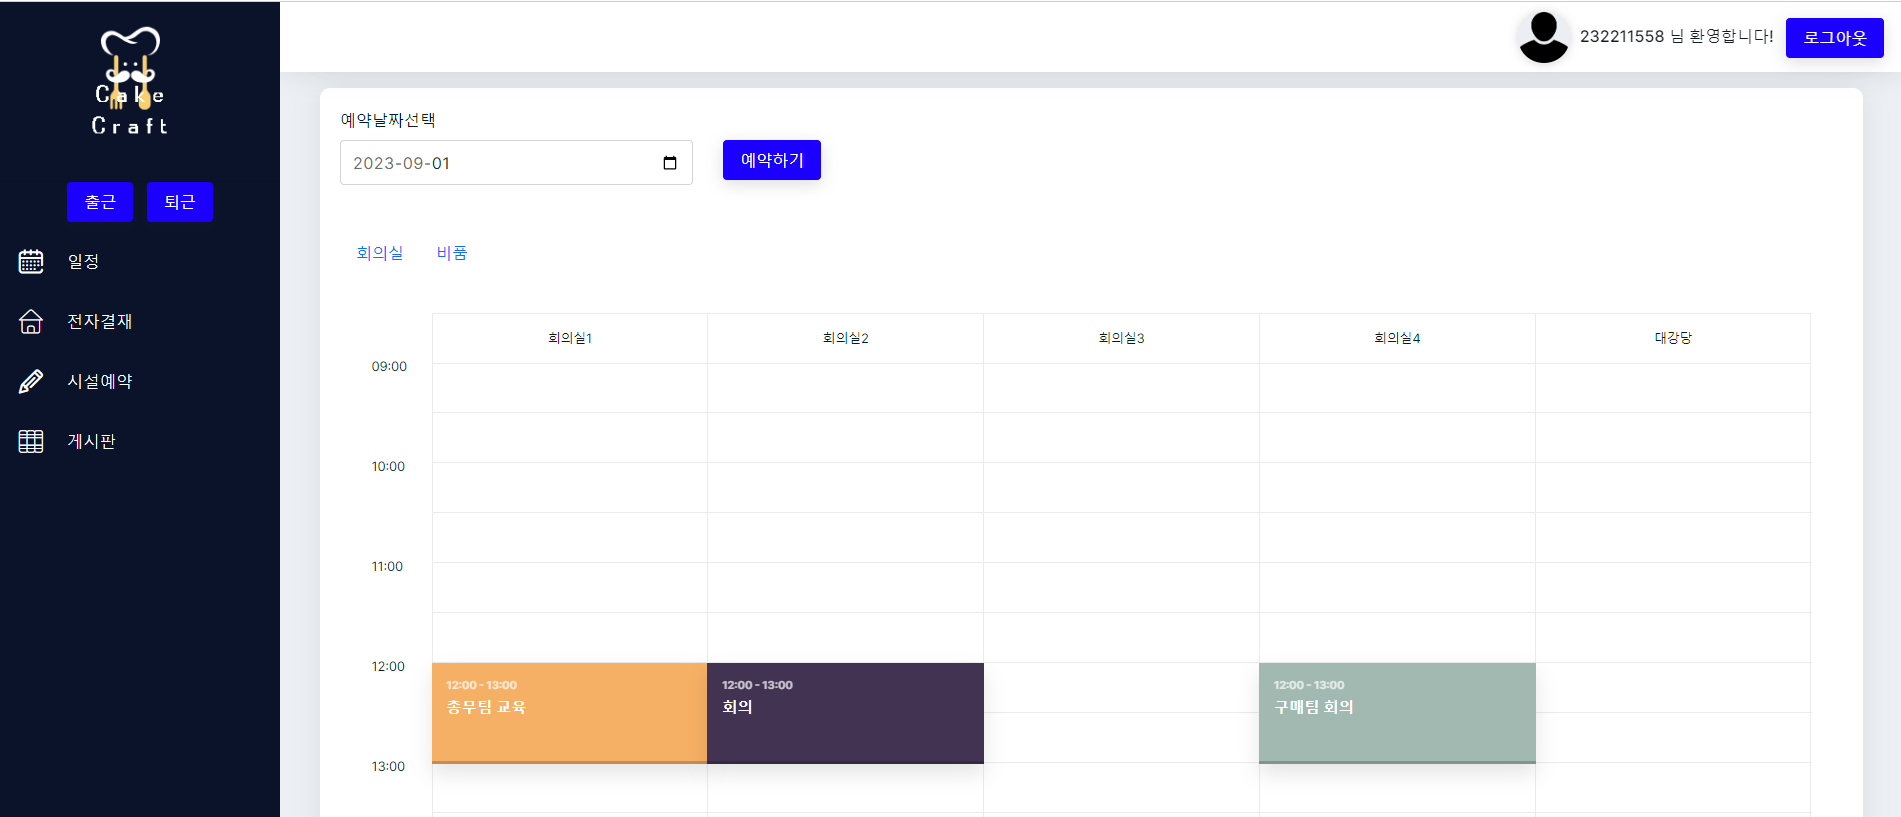 Cake
Craft
232211558 님 환영합니다!
로그아웃
출근
퇴근
일정
전자결재
시설예약
게시판
예약날짜선택
2023-09-01
예약하기
회의실
비품
회의실1
회의실2
회의실3
회의실4
대강당
09:00
10:00
11:00
12:00
12:00 - 13:00
총무팀 교육
12:00 - 13:00
회의
12:00 - 13:00
구매팀 회의
13:00